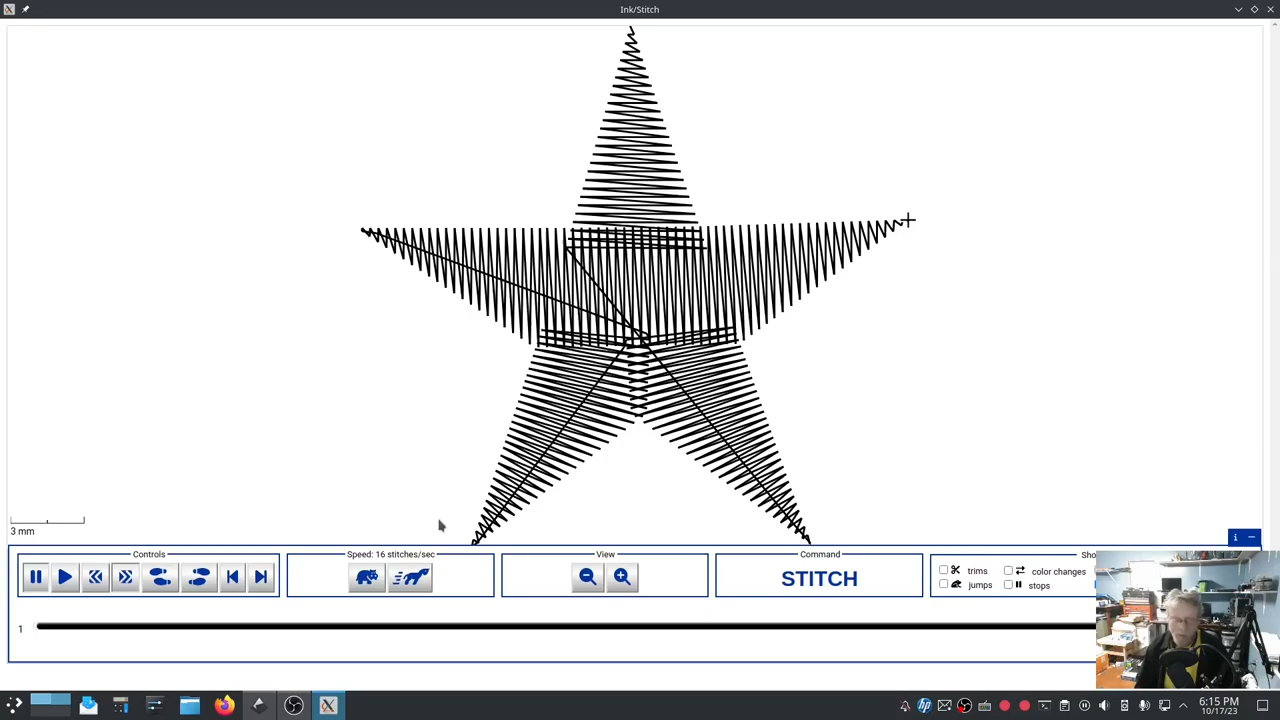 Ink/Stitch
3 mm
i
Controls
Speed: 16 stitches/sec
View
Command
STITCH
Sho
trims
color changes
jumps
stops
1
6:15 PM
10/17/23